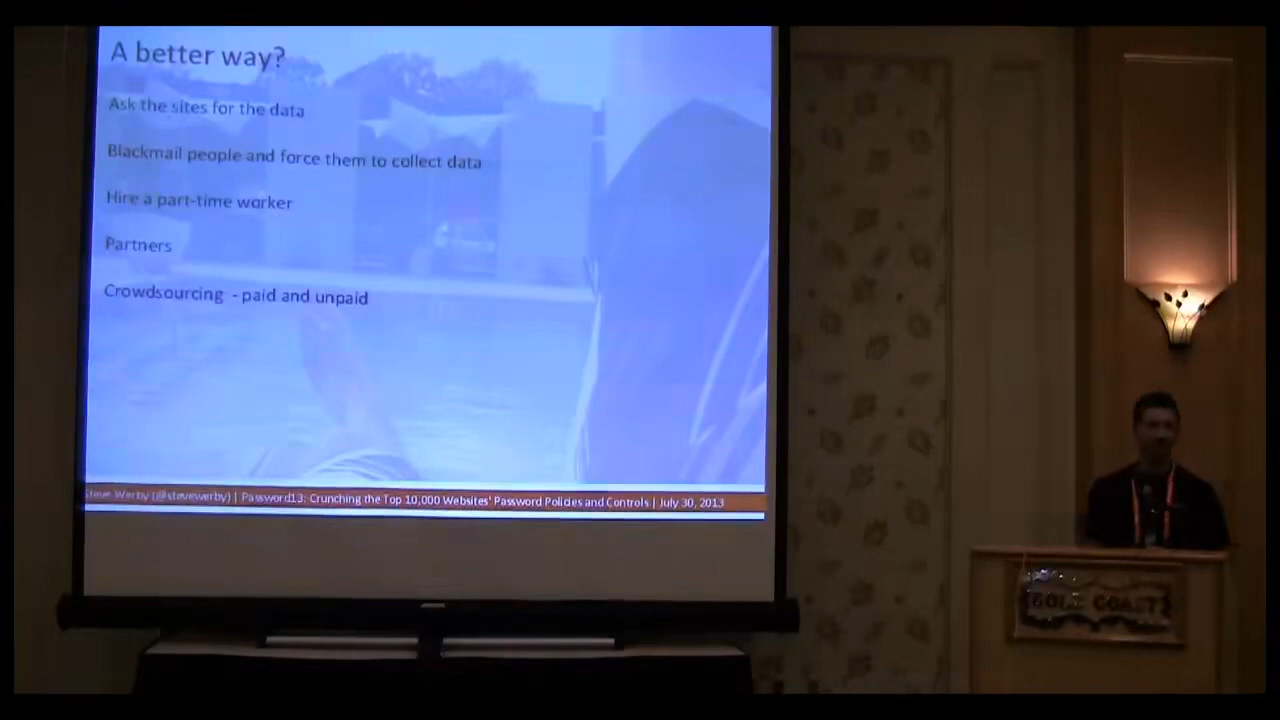 A better way?
Ask the sites for the data
Blackmail people and force them to collect data
Hire a part-time worker
Partners
Crowdsourcing - paid and unpaid
Steve Werby (@stevewerby) | Password13: Crunching the Top 10,000 Websites' Password Policies and Controls | July 30, 2013
GOLD COAST